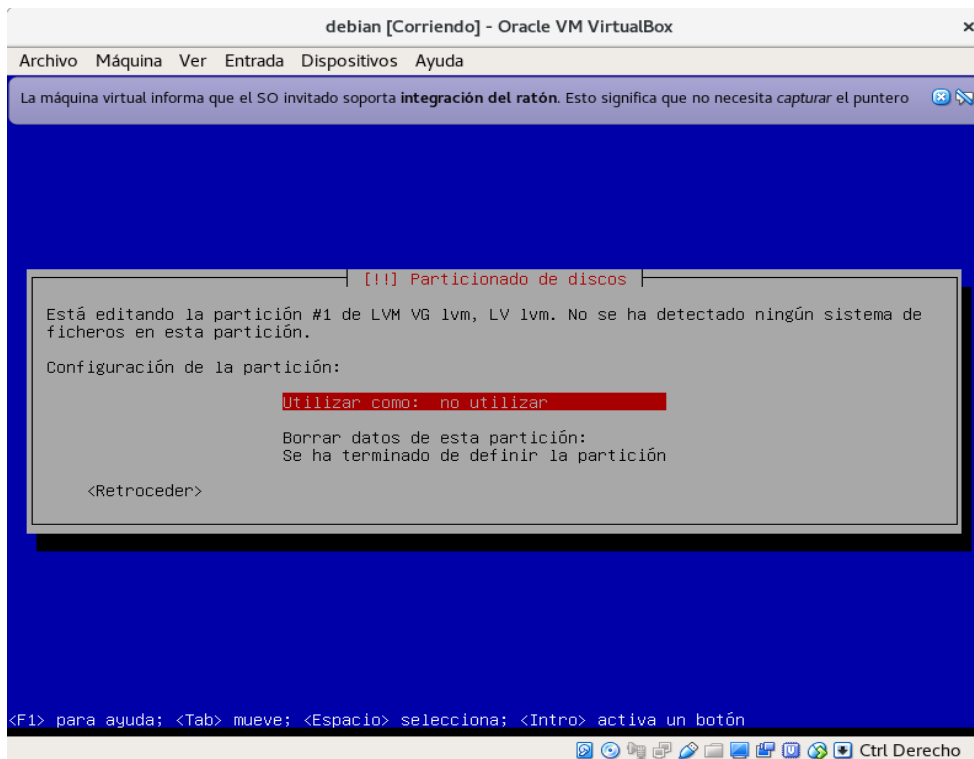 debian [Corriendo] - Oracle VM VirtualBox
Archivo Máquina Ver Entrada Dispositivos Ayuda
La máquina virtual informa que el SO invitado soporta integración del ratón. Esto significa que no necesita capturar el puntero
[!!] Particionado de discos
Está editando la partición #1 de LVM VG lvm, LV lvm. No se ha detectado ningún sistema de
ficheros en esta partición.
Configuración de la partición:
Utilizar como: no utilizar
Borrar datos de esta partición:
Se ha terminado de definir la partición
<Retroceder>
<F1> para ayuda; <Tab> mueve; <Espacio> selecciona; <Intro> activa un botón
Ctrl Derecho